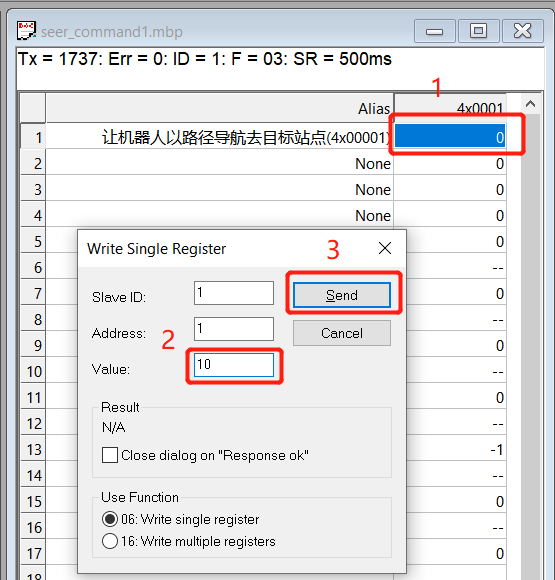 seer_command1.mbp
Tx = 1737: Err = 0: ID = 1: F = 03: SR = 500ms
1
Alias 4x0001
1 让机器人以路径导航去目标站点(4x00001) 0
2 None 0
3 None 0
4 None 0
5 0
6 --
7 0
8 --
9 0
10 --
11 0
12 --
13 -1
14 --
15 0
16 --
17 0
18
Write Single Register
3
Slave ID: 1 Send
Address: 1 Cancel
2
Value: 10
Result
N/A
Close dialog on "Response ok"
Use Function
06: Write single register
16: Write multiple registers